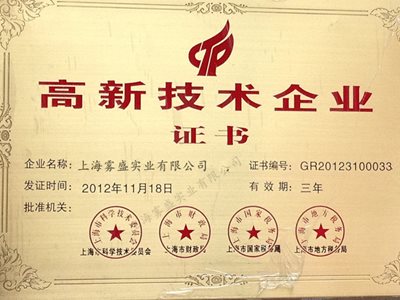 高新技术企业
证书
企业名称：上海雾盛实业有限公司 证书编号：GR20123100033
发证时间：2012年11月18日 有效期：三年
批准机关：
上海市科学技术委员会 上海市财政局 上海市国家税务局 上海市地方税务局